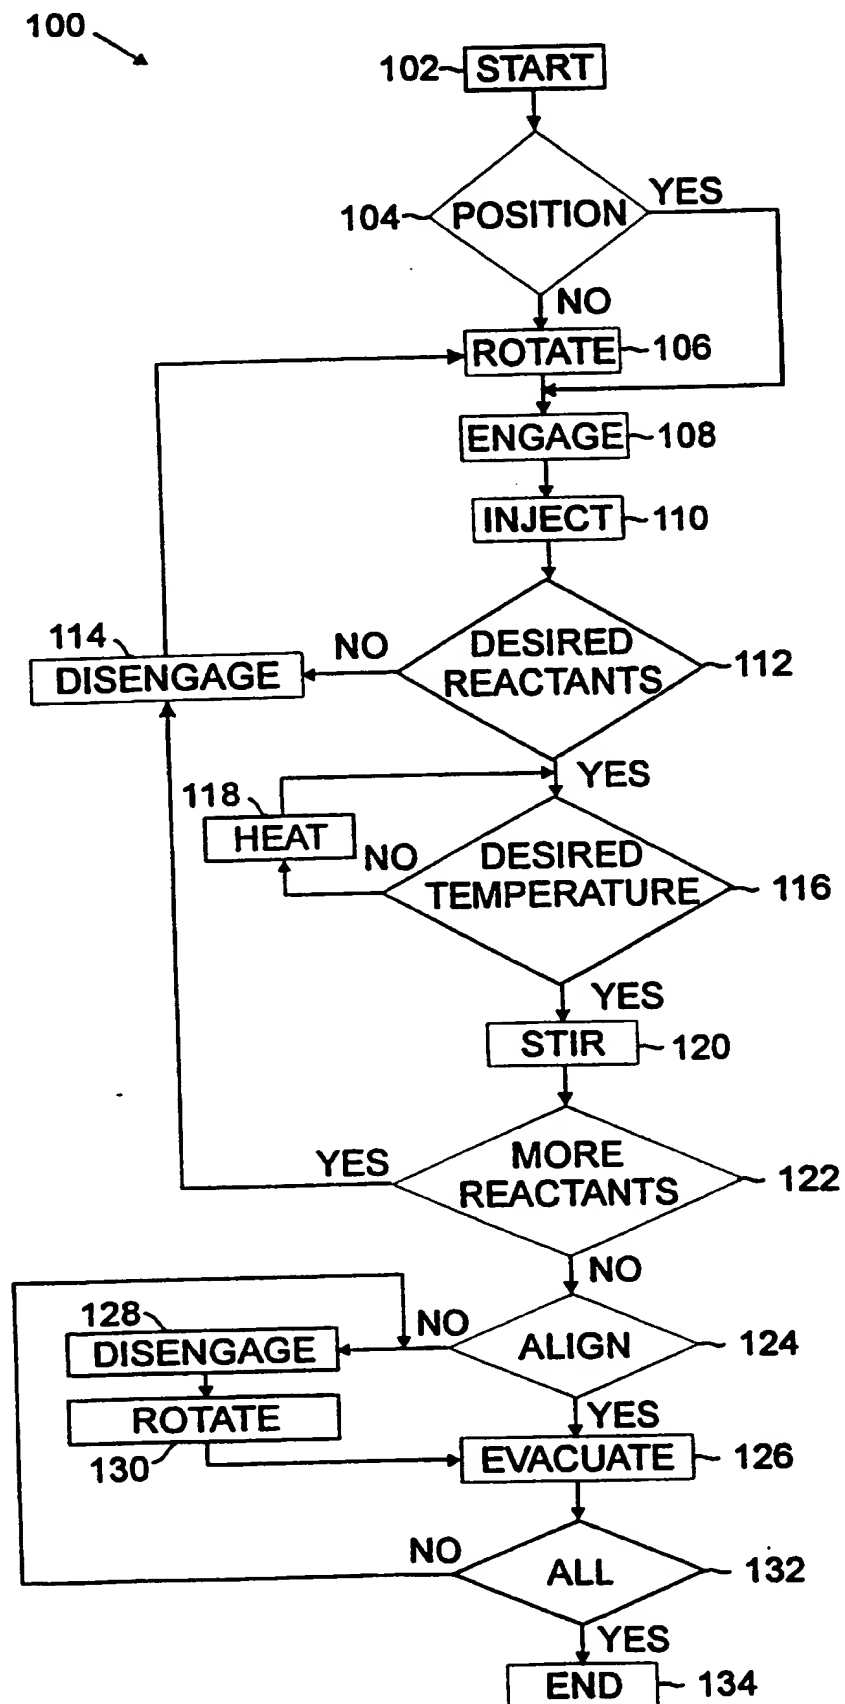 100
102 START
104 POSITION YES
NO
ROTATE 106
ENGAGE 108
INJECT 110
114 NO DESIRED
REACTANTS 112
DISENGAGE
YES
118
HEAT NO DESIRED
TEMPERATURE 116
YES
STIR 120
YES MORE
REACTANTS 122
NO
128 NO ALIGN 124
DISENGAGE
ROTATE YES
130 EVACUATE 126
NO ALL 132
YES
END 134